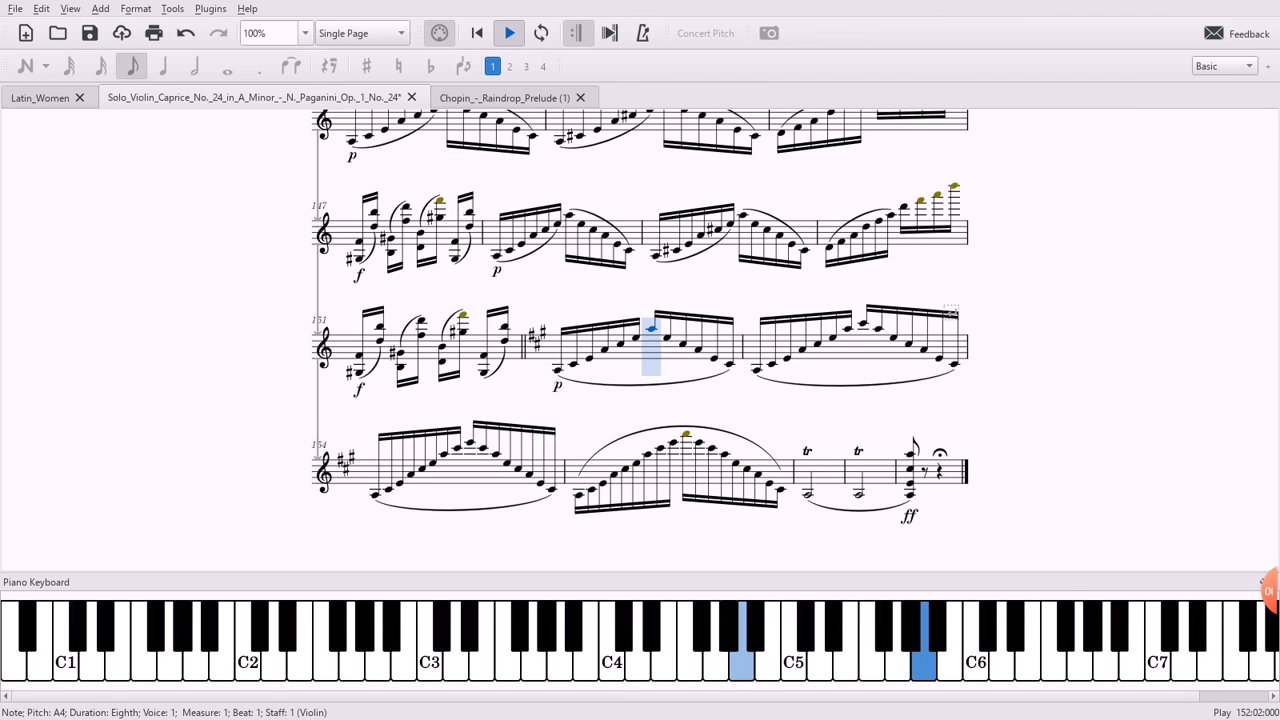 File Edit View Add Format Tools Plugins Help
100% Single Page Concert Pitch Feedback
1 2 3 4 Basic
Latin_Women Solo_Violin_Caprice_No._24_in_A_Minor_-_N._Paganini_Op._1_No._24* Chopin_-_Raindrop_Prelude (1)
p
147
f p
151
f p
154
tr tr
ff
Piano Keyboard
C1 C2 C3 C4 C5 C6 C7
Note; Pitch: A4; Duration: Eighth; Voice: 1; Measure: 1; Beat: 1; Staff: 1 (Violin) Play 152:02:000